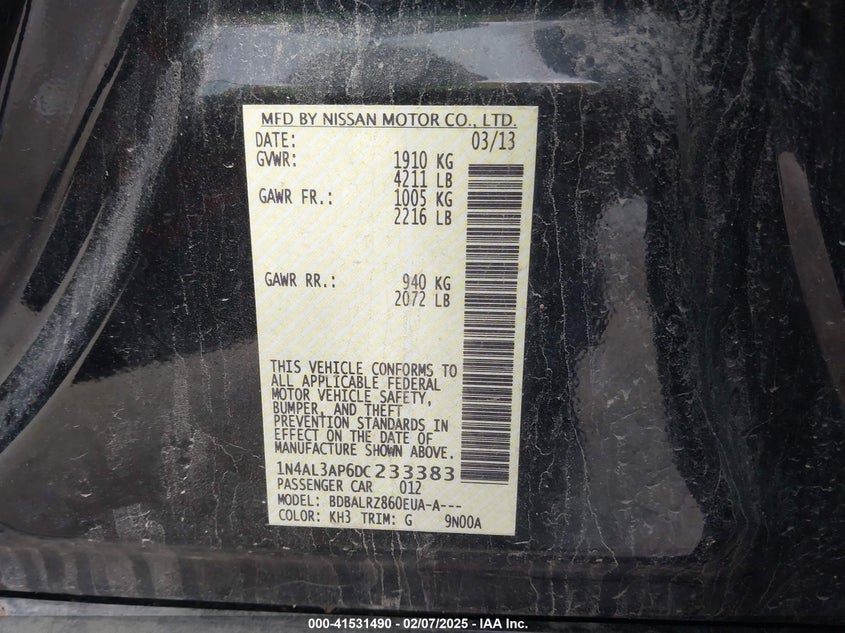 MFD BY NISSAN MOTOR CO., LTD.
DATE: 03/13
GVWR: 1910 KG
4211 LB
GAWR FR.: 1005 KG
2216 LB
GAWR RR.: 940 KG
2072 LB
THIS VEHICLE CONFORMS TO
ALL APPLICABLE FEDERAL
MOTOR VEHICLE SAFETY,
BUMPER, AND THEFT
PREVENTION STANDARDS IN
EFFECT ON THE DATE OF
MANUFACTURE SHOWN ABOVE.
1N4AL3AP6DC233383
PASSENGER CAR 012
MODEL: BDBALRZ860EUA-A---
COLOR: KH3 TRIM: G 9N00A
000-41531490 - 02/07/2025 - IAA Inc.